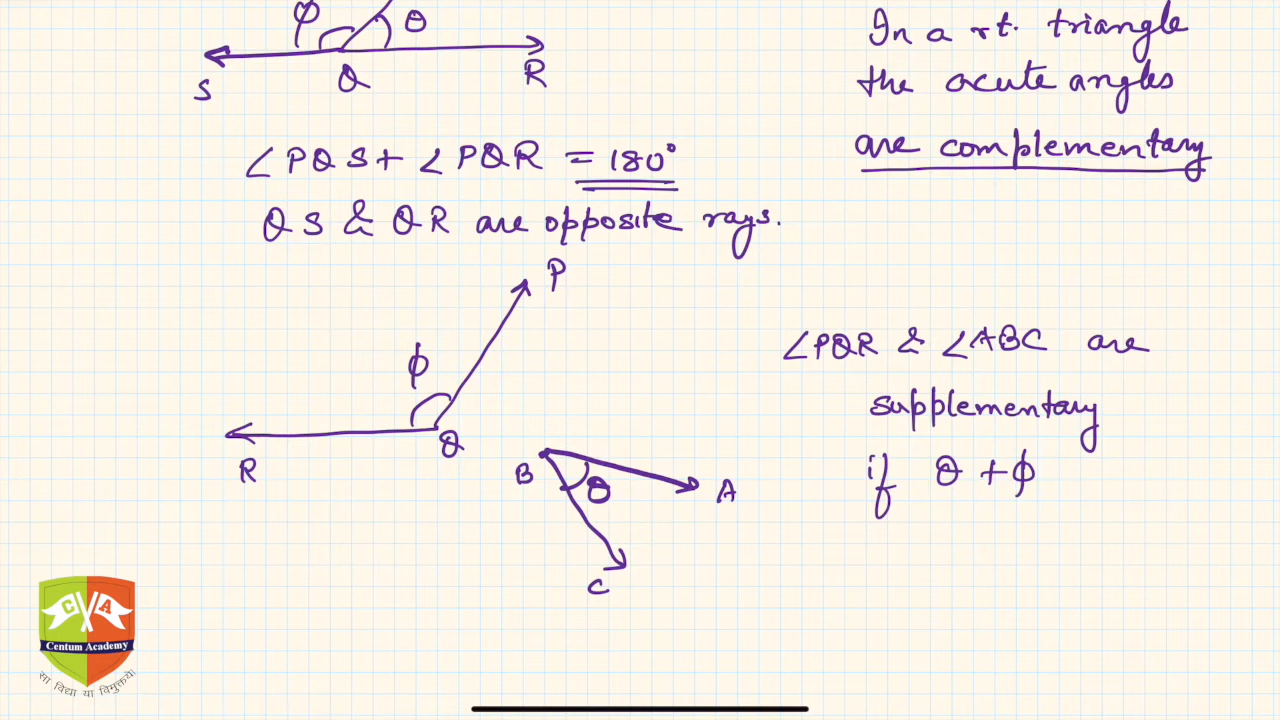 φ θ
S Q R
∠PQS + ∠PQR = 180°
QS & QR are opposite rays.
In a rt. triangle
the acute angles
are complementary
P
φ
R Q
B θ A
C
∠PQR & ∠ABC are
supplementary
if θ + φ
C A
Centum Academy
सा विद्या या विमुक्तये।